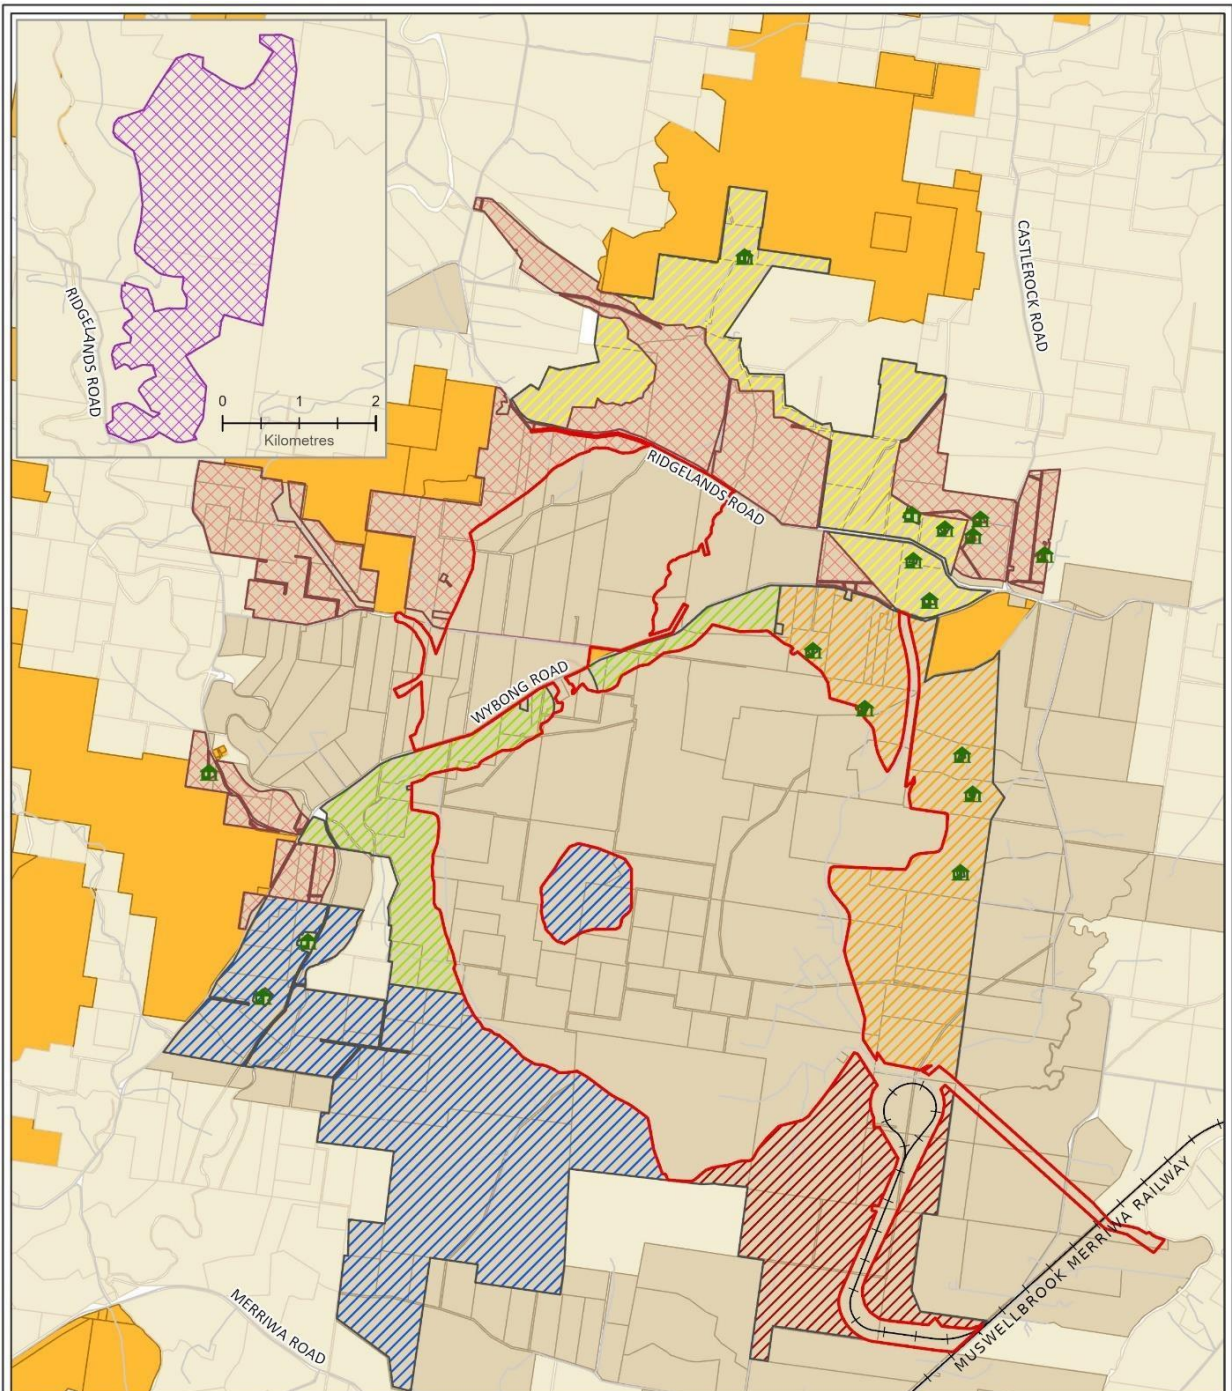 CASTLEROCK ROAD
RIDGELANDS ROAD
0 1 2
Kilometres
RIDGELANDS ROAD
WYBONG ROAD
MERRIWA ROAD
MUSWELLBROOK MERRIWA RAILWAY